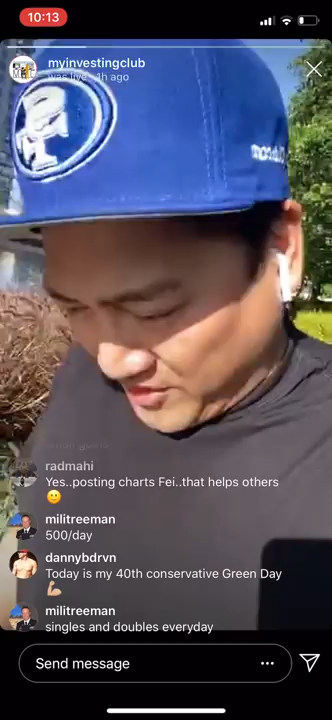 10:13
myinvestingclub
was live · 1h ago
radmahi
Yes..posting charts Fei..that helps others
🙂
militreeman
500/day
dannybdrvn
Today is my 40th conservative Green Day
💪🏼
militreeman
singles and doubles everyday
Send message